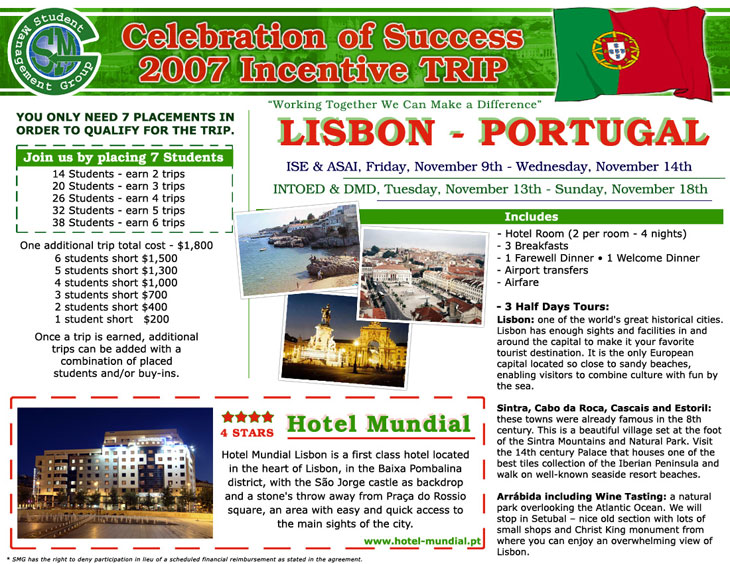 Student
Management Group
SMG
Celebration of Success
2007 Incentive TRIP
"Working Together We Can Make a Difference"
LISBON - PORTUGAL
ISE & ASAI, Friday, November 9th - Wednesday, November 14th
INTOED & DMD, Tuesday, November 13th - Sunday, November 18th
YOU ONLY NEED 7 PLACEMENTS IN
ORDER TO QUALIFY FOR THE TRIP.
Join us by placing 7 Students
14 Students - earn 2 trips
20 Students - earn 3 trips
26 Students - earn 4 trips
32 Students - earn 5 trips
38 Students - earn 6 trips
One additional trip total cost - $1,800
6 students short $1,500
5 students short $1,300
4 students short $1,000
3 students short $700
2 students short $400
1 student short $200
Once a trip is earned, additional
trips can be added with a
combination of placed
students and/or buy-ins.
Includes
- Hotel Room (2 per room - 4 nights)
- 3 Breakfasts
- 1 Farewell Dinner • 1 Welcome Dinner
- Airport transfers
- Airfare
- 3 Half Days Tours:
Lisbon: one of the world's great historical cities.
Lisbon has enough sights and facilities in and
around the capital to make it your favorite
tourist destination. It is the only European
capital located so close to sandy beaches,
enabling visitors to combine culture with fun by
the sea.
Sintra, Cabo da Roca, Cascais and Estoril:
these towns were already famous in the 8th
century. This is a beautiful village set at the foot
of the Sintra Mountains and Natural Park. Visit
the 14th century Palace that houses one of the
best tiles collection of the Iberian Peninsula and
walk on well-known seaside resort beaches.
Arrábida including Wine Tasting: a natural
park overlooking the Atlantic Ocean. We will
stop in Setubal – nice old section with lots of
small shops and Christ King monument from
where you can enjoy an overwhelming view of
Lisbon.
4 STARS
Hotel Mundial
Hotel Mundial Lisbon is a first class hotel located
in the heart of Lisbon, in the Baixa Pombalina
district, with the São Jorge castle as backdrop
and a stone's throw away from Praça do Rossio
square, an area with easy and quick access to
the main sights of the city.
www.hotel-mundial.pt
* SMG has the right to deny participation in lieu of a scheduled financial reimbursement as stated in the agreement.